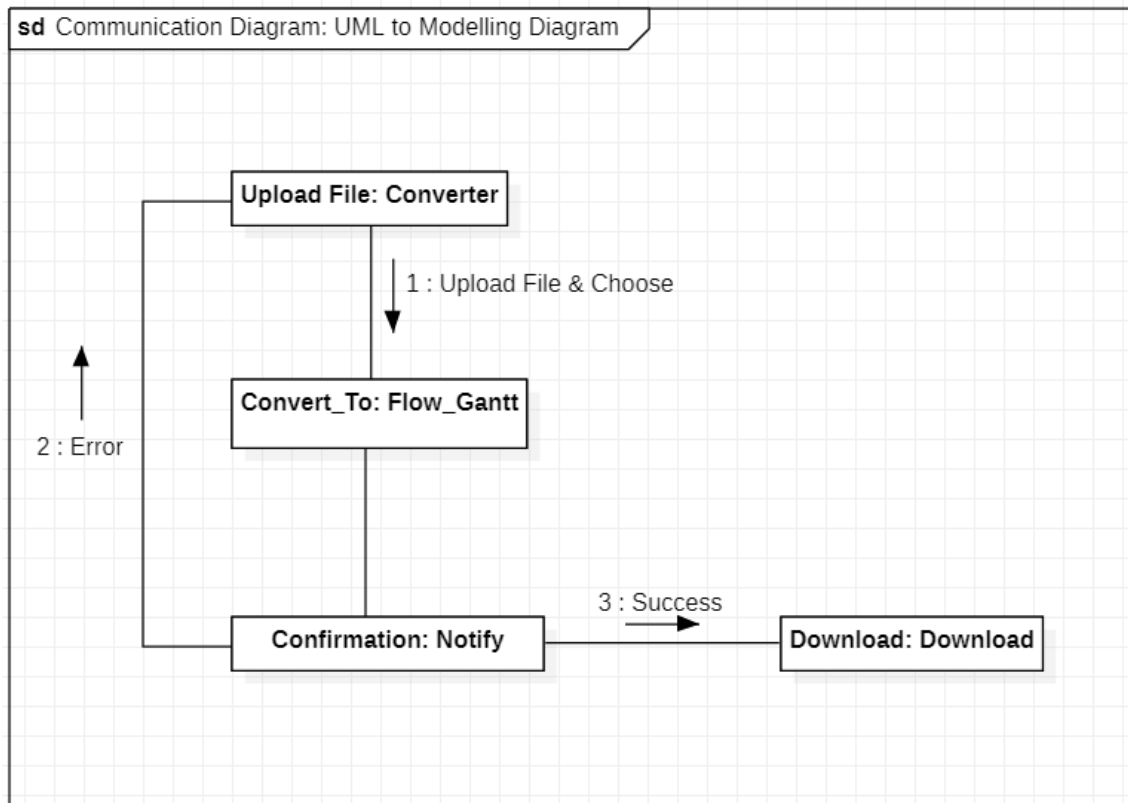 sd Communication Diagram: UML to Modelling Diagram
Upload File: Converter
1 : Upload File & Choose
Convert_To: Flow_Gantt
2 : Error
3 : Success
Confirmation: Notify
Download: Download